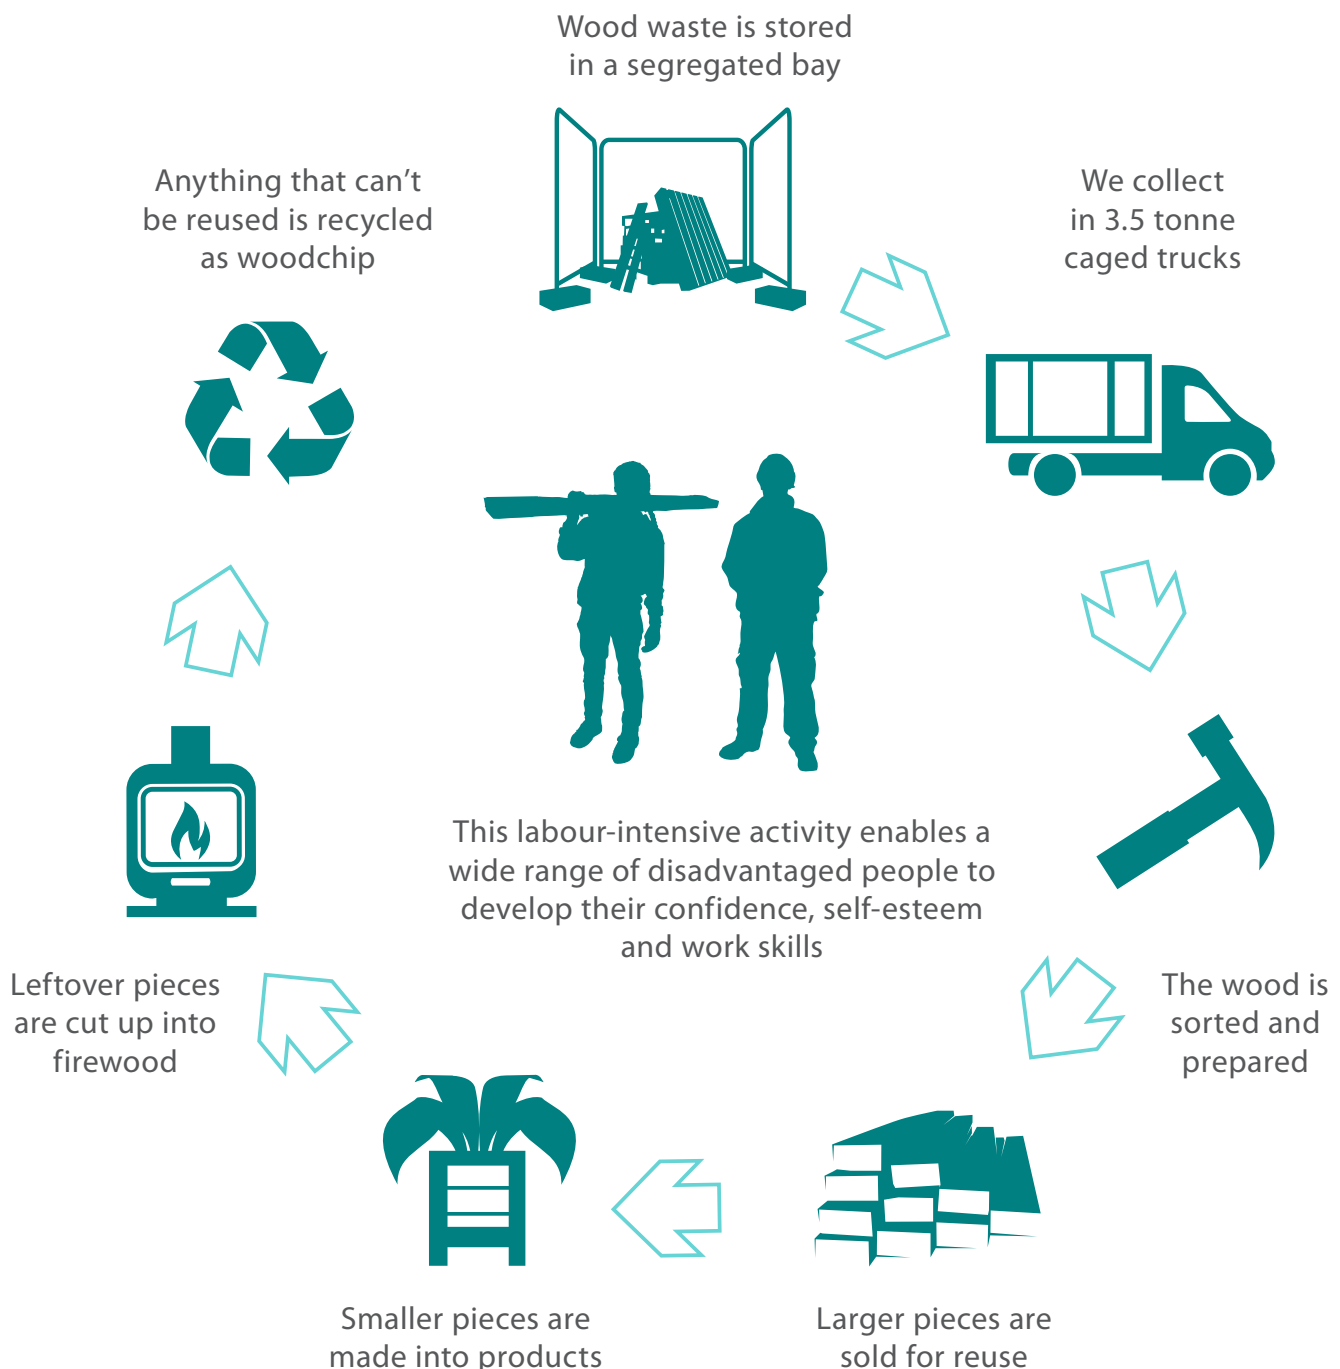 Wood waste is stored
in a segregated bay
We collect
in 3.5 tonne
caged trucks
The wood is
sorted and
prepared
Larger pieces are
sold for reuse
Smaller pieces are
made into products
Leftover pieces
are cut up into
firewood
Anything that can’t
be reused is recycled
as woodchip
This labour-intensive activity enables a
wide range of disadvantaged people to
develop their confidence, self-esteem
and work skills